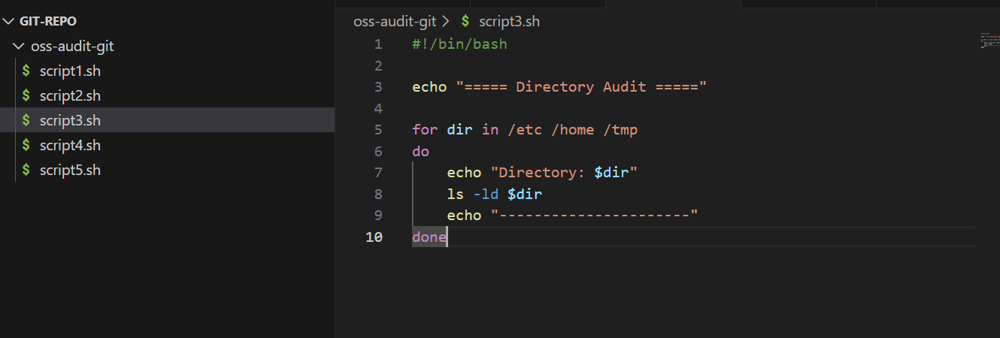 GIT-REPO
oss-audit-git
$ script1.sh
$ script2.sh
$ script3.sh
$ script4.sh
$ script5.sh
oss-audit-git > $ script3.sh
1 #!/bin/bash
2
3 echo "===== Directory Audit ====="
4
5 for dir in /etc /home /tmp
6 do
7     echo "Directory: $dir"
8     ls -ld $dir
9     echo "----------------------"
10 done